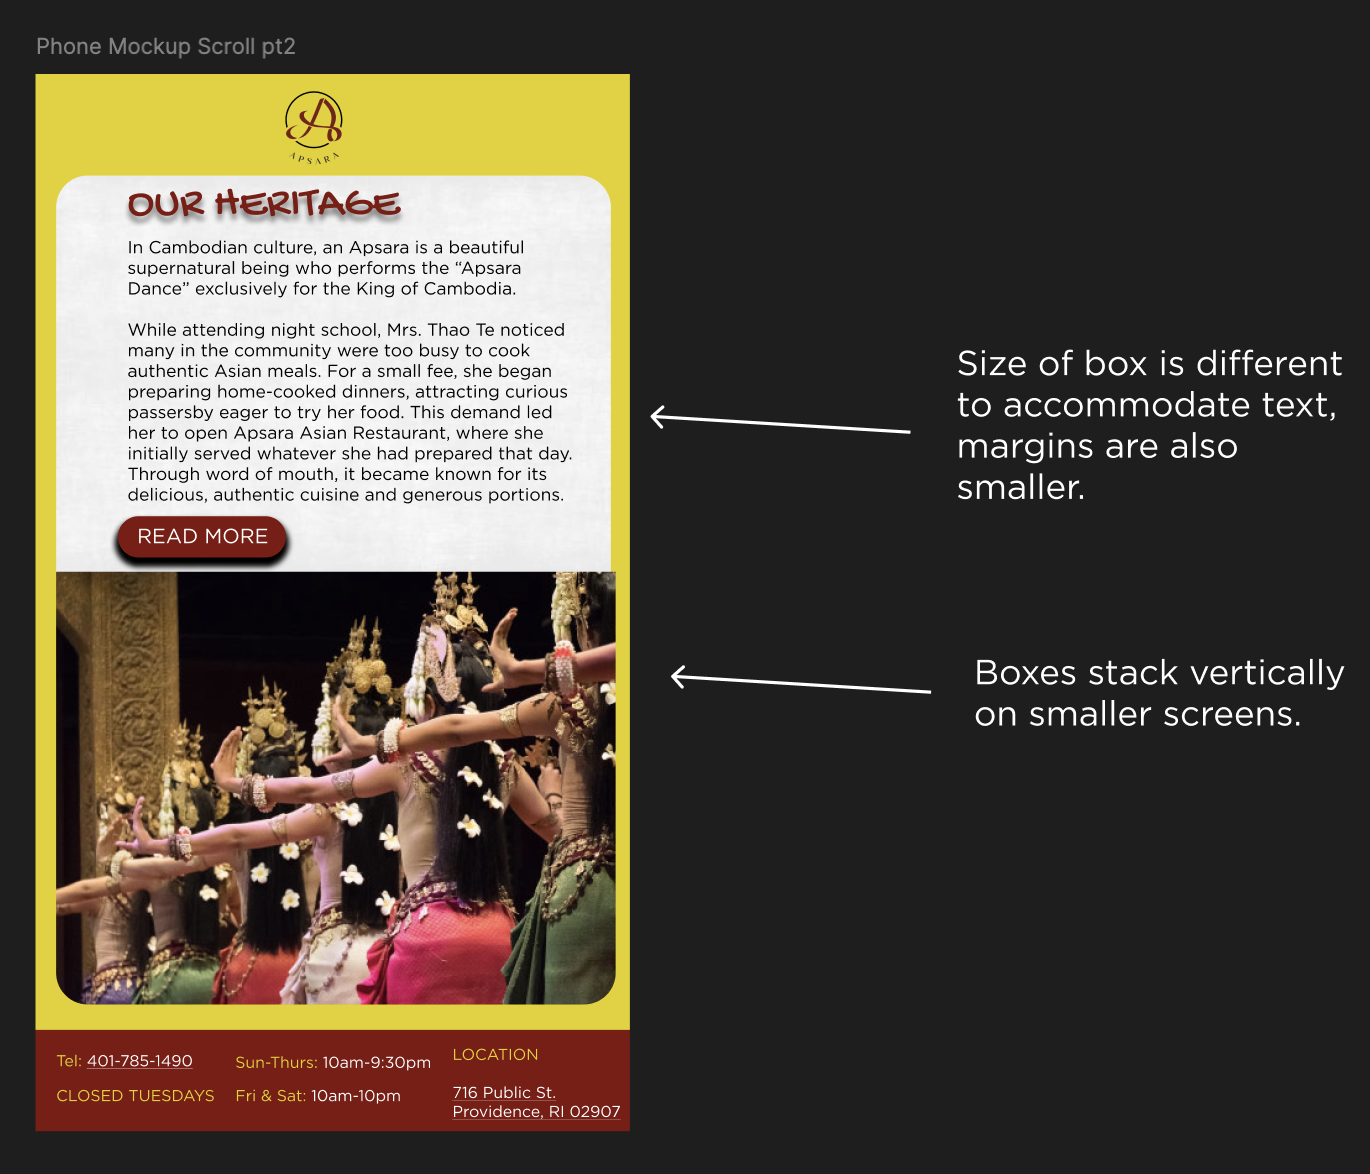 Phone Mockup Scroll pt2
A
APSARA
OUR HERITAGE
In Cambodian culture, an Apsara is a beautiful
supernatural being who performs the “Apsara
Dance” exclusively for the King of Cambodia.
While attending night school, Mrs. Thao Te noticed
many in the community were too busy to cook
authentic Asian meals. For a small fee, she began
preparing home-cooked dinners, attracting curious
passersby eager to try her food. This demand led
her to open Apsara Asian Restaurant, where she
initially served whatever she had prepared that day.
Through word of mouth, it became known for its
delicious, authentic cuisine and generous portions.
READ MORE
Size of box is different
to accommodate text,
margins are also
smaller.
Boxes stack vertically
on smaller screens.
Tel: 401-785-1490
CLOSED TUESDAYS
Sun-Thurs: 10am-9:30pm
Fri & Sat: 10am-10pm
LOCATION
716 Public St.
Providence, RI 02907